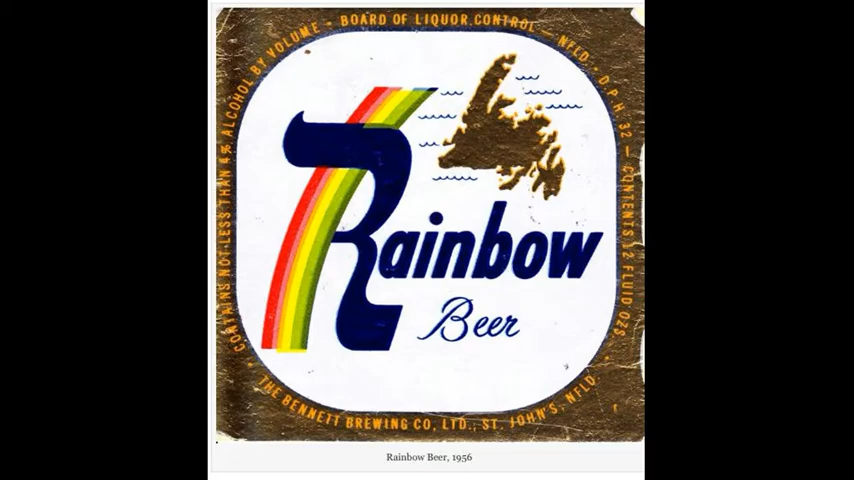 BOARD OF LIQUOR CONTROL — NFLD • D.P.H. 32 — CONTENTS 12 FLUID OZS
CONTAINS NOT LESS THAN 4% ALCOHOL BY VOLUME
Rainbow
Beer
THE BENNETT BREWING CO, LTD., ST. JOHN'S, NFLD.
Rainbow Beer, 1956